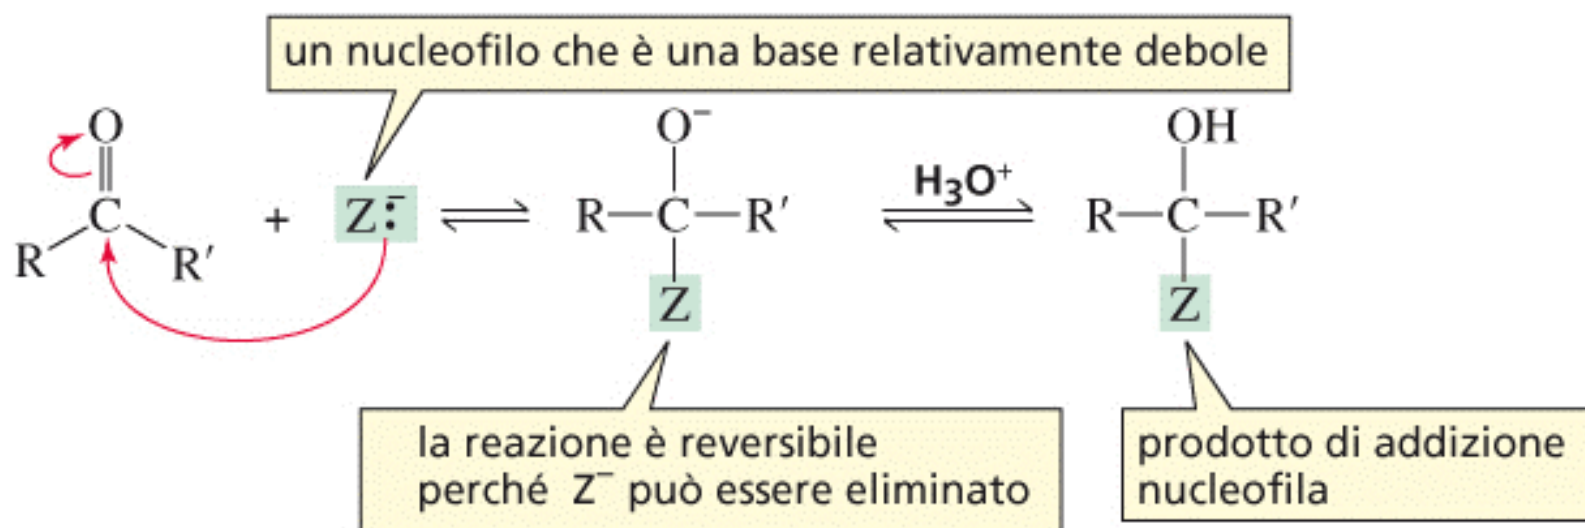 un nucleofilo che è una base relativamente debole
O
C
R
R′
+
Z:⁻
O⁻
R—C—R′
Z
H₃O⁺
OH
R—C—R′
Z
la reazione è reversibile
perché Z⁻ può essere eliminato
prodotto di addizione
nucleofila